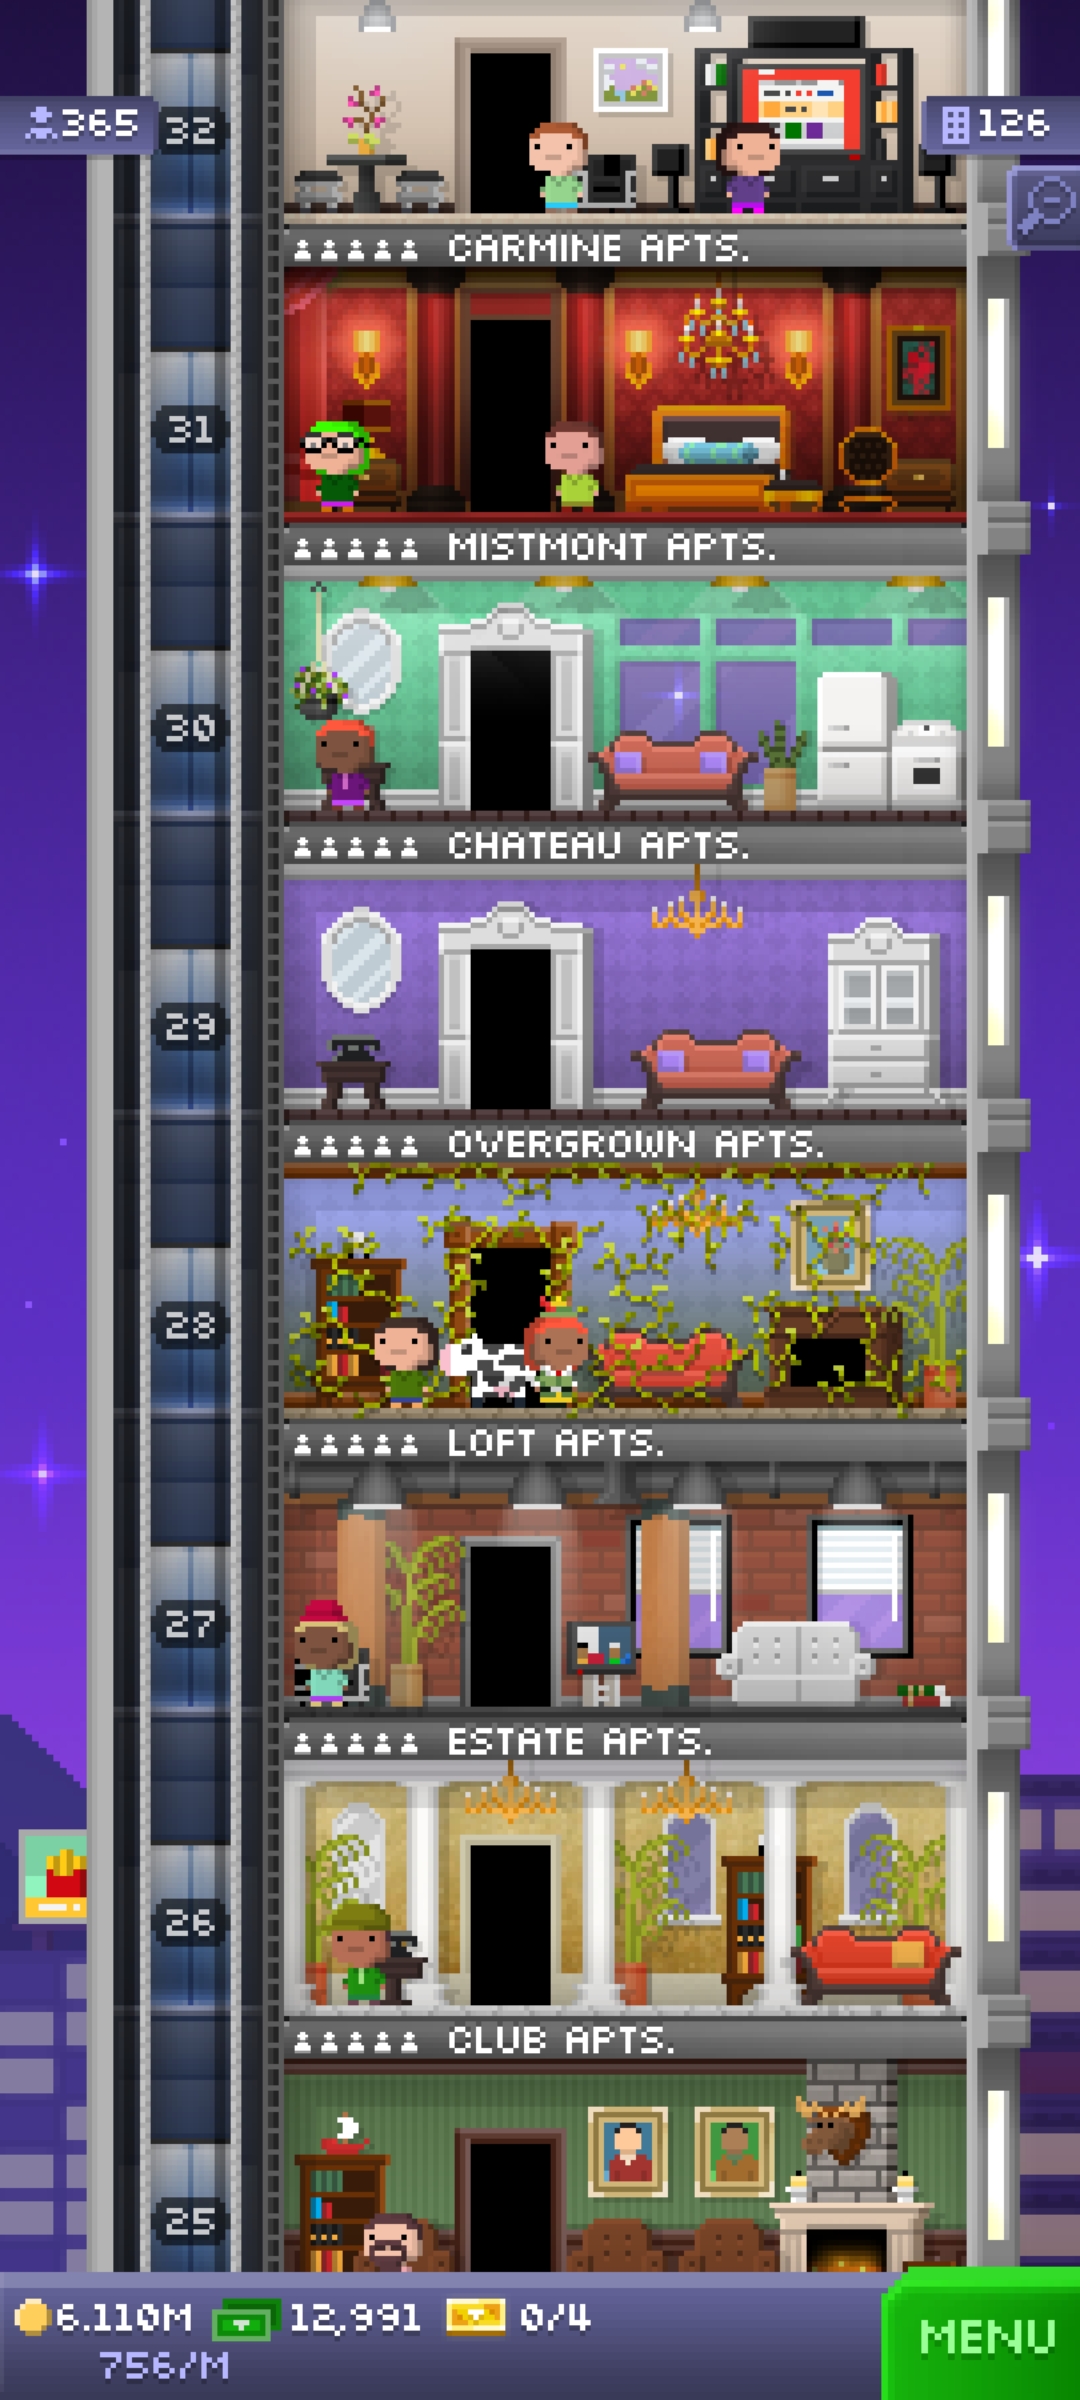 365
32
126
CARMINE APTS.
31
MISTMONT APTS.
30
CHATEAU APTS.
29
OVERGROWN APTS.
28
LOFT APTS.
27
ESTATE APTS.
26
CLUB APTS.
25
6.110M 12,991 0/4
756/M
MENU